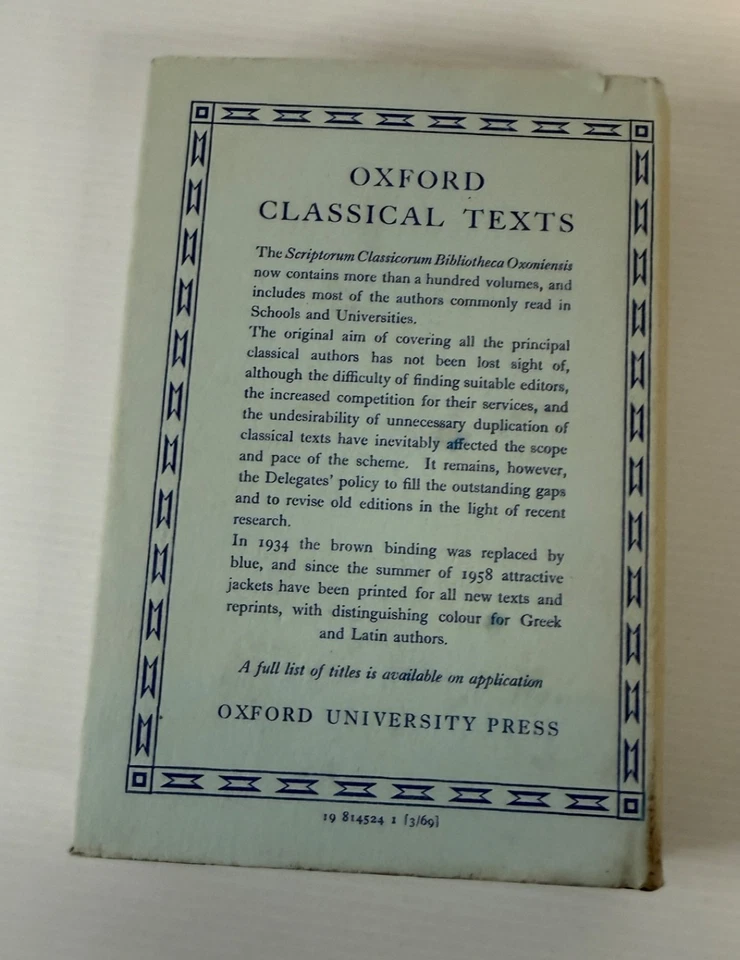 OXFORD
CLASSICAL TEXTS
The Scriptorum Classicorum Bibliotheca Oxoniensis
now contains more than a hundred volumes, and
includes most of the authors commonly read in
Schools and Universities.
The original aim of covering all the principal
classical authors has not been lost sight of,
although the difficulty of finding suitable editors,
the increased competition for their services, and
the undesirability of unnecessary duplication of
classical texts have inevitably affected the scope
and pace of the scheme. It remains, however,
the Delegates' policy to fill the outstanding gaps
and to revise old editions in the light of recent
research.
In 1934 the brown binding was replaced by
blue, and since the summer of 1958 attractive
jackets have been printed for all new texts and
reprints, with distinguishing colour for Greek
and Latin authors.
A full list of titles is available on application
OXFORD UNIVERSITY PRESS
19 814524 1 [3/69]